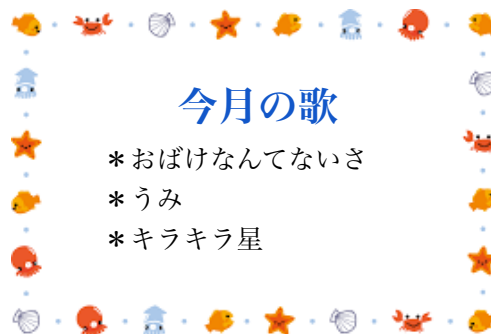 今月の歌
＊おばけなんてないさ
＊うみ
＊キラキラ星